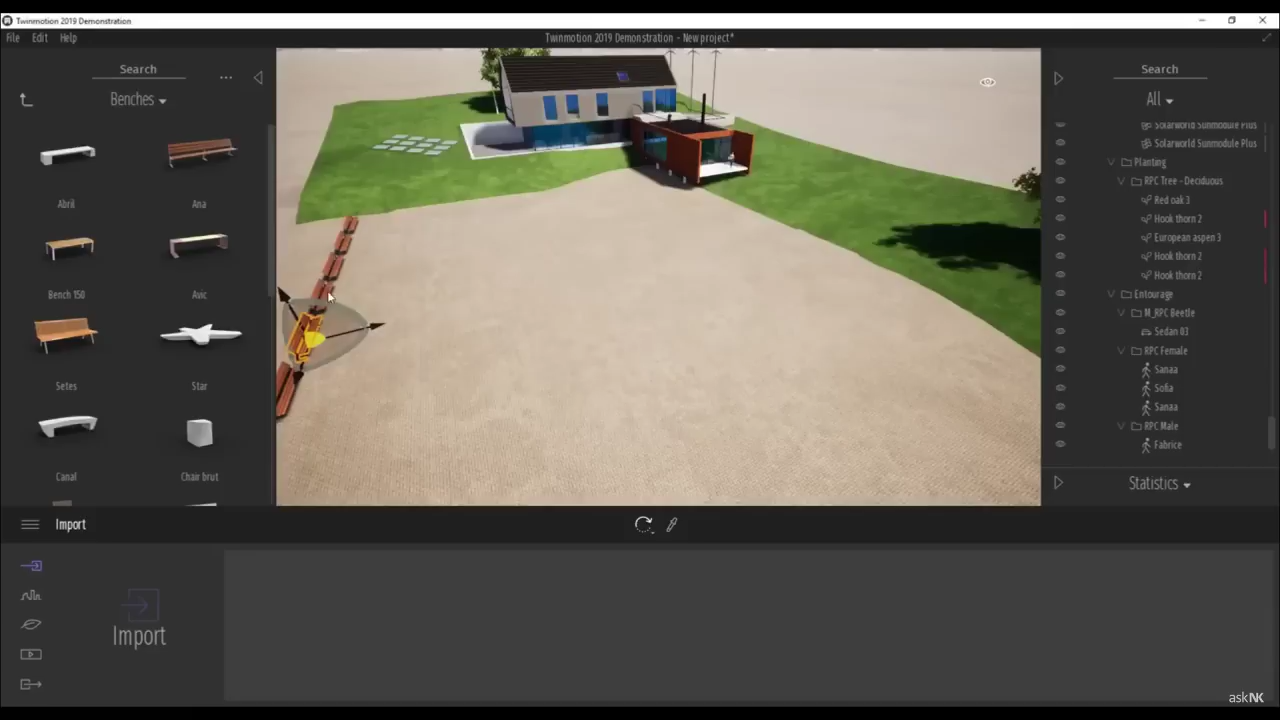 Twinmotion 2019 Demonstration
File Edit Help
Twinmotion 2019 Demonstration - New project*
Search
...
Benches
Abril
Ana
Bench 150
Avic
Setes
Star
Canal
Chair brut
Search
All
Solarworld Sunmodule Plus
Solarworld Sunmodule Plus
Planting
RPC Tree - Deciduous
Red oak 3
Hook thorn 2
European aspen 3
Hook thorn 2
Hook thorn 2
Entourage
M_RPC Beetle
Sedan 03
RPC Female
Sanaa
Sofia
Sanaa
RPC Male
Fabrice
Statistics
Import
Import
askNK